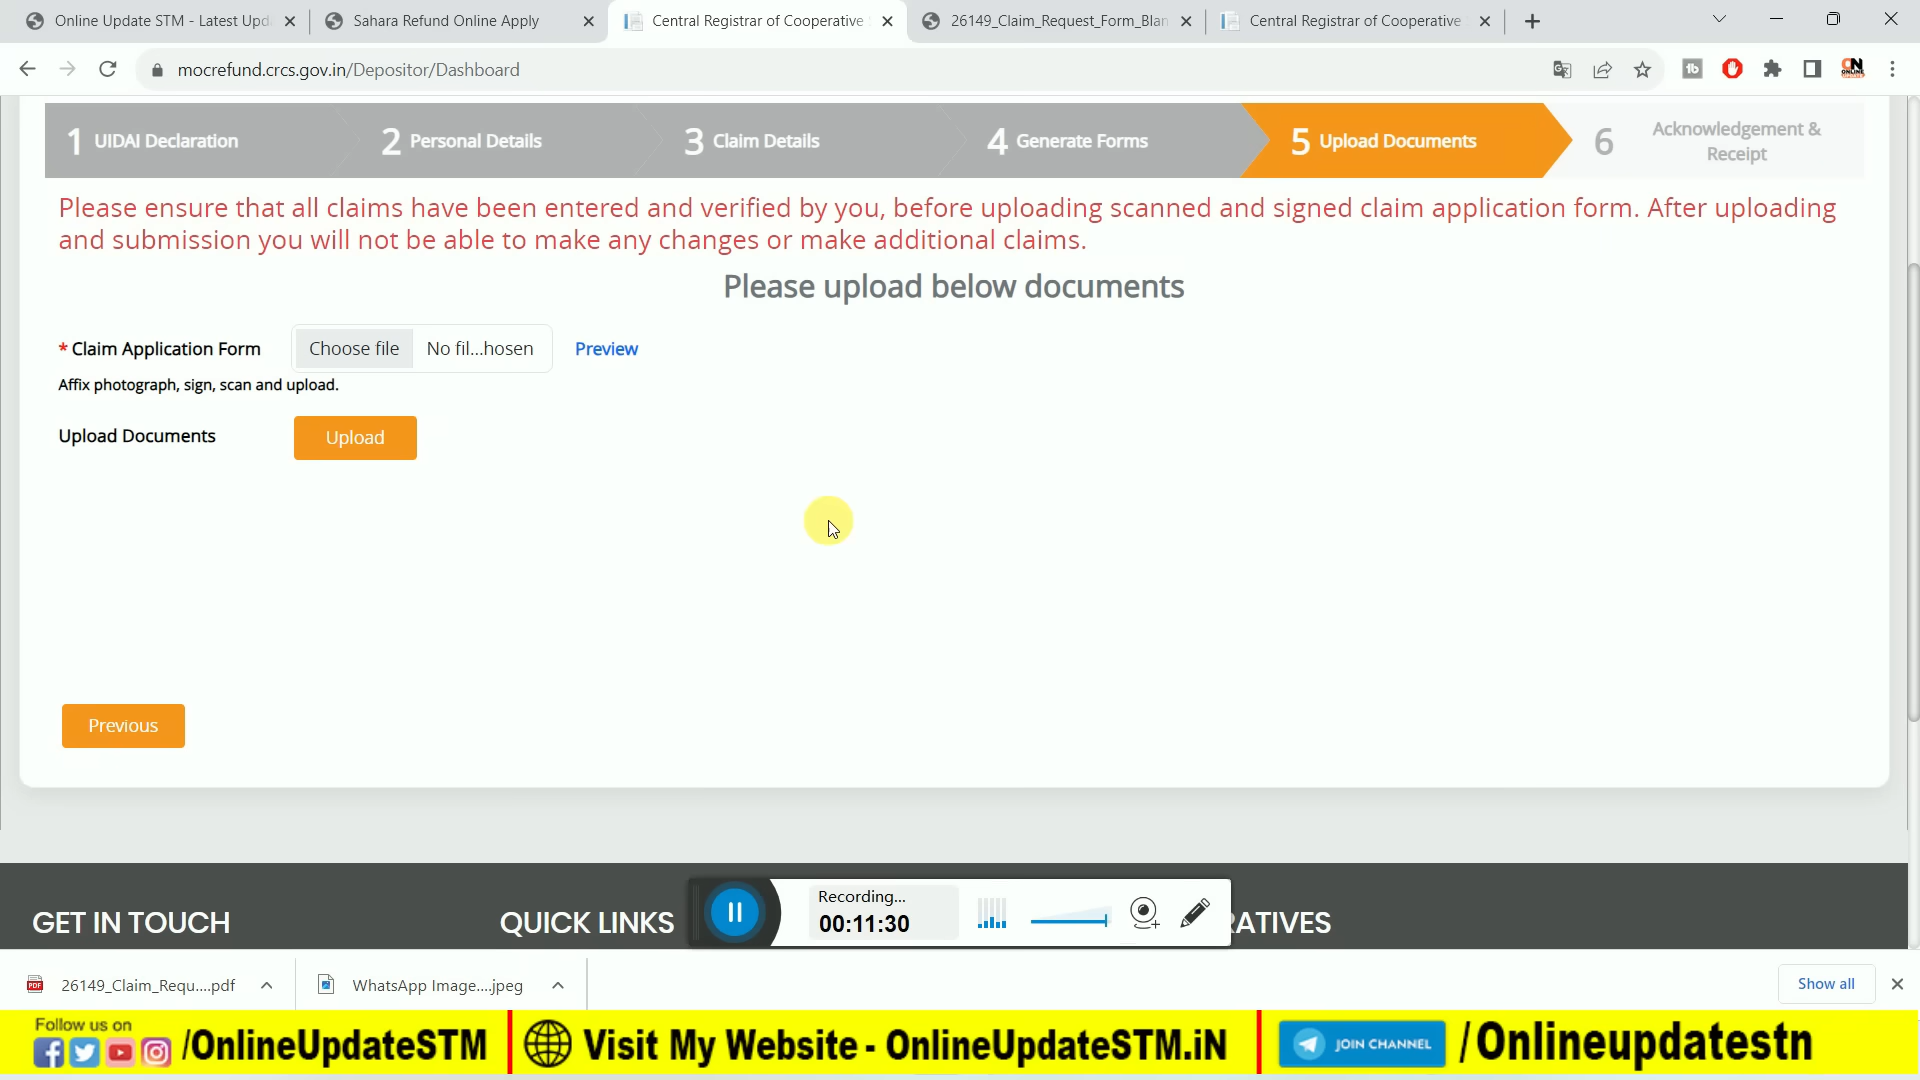 Online Update STM - Latest Upd
Sahara Refund Online Apply
Central Registrar of Cooperative
26149_Claim_Request_Form_Blan
Central Registrar of Cooperative
mocrefund.crcs.gov.in/Depositor/Dashboard
1 UIDAI Declaration
2 Personal Details
3 Claim Details
4 Generate Forms
5 Upload Documents
6 Acknowledgement &
Receipt
Please ensure that all claims have been entered and verified by you, before uploading scanned and signed claim application form. After uploading
and submission you will not be able to make any changes or make additional claims.
Please upload below documents
* Claim Application Form
Choose file No fil...hosen
Preview
Affix photograph, sign, scan and upload.
Upload Documents
Upload
Previous
GET IN TOUCH
QUICK LINKS
RATIVES
Recording...
00:11:30
26149_Claim_Requ....pdf
WhatsApp Image....jpeg
Show all
Follow us on
/OnlineUpdateSTM
Visit My Website - OnlineUpdateSTM.iN
JOIN CHANNEL
/Onlineupdatestn